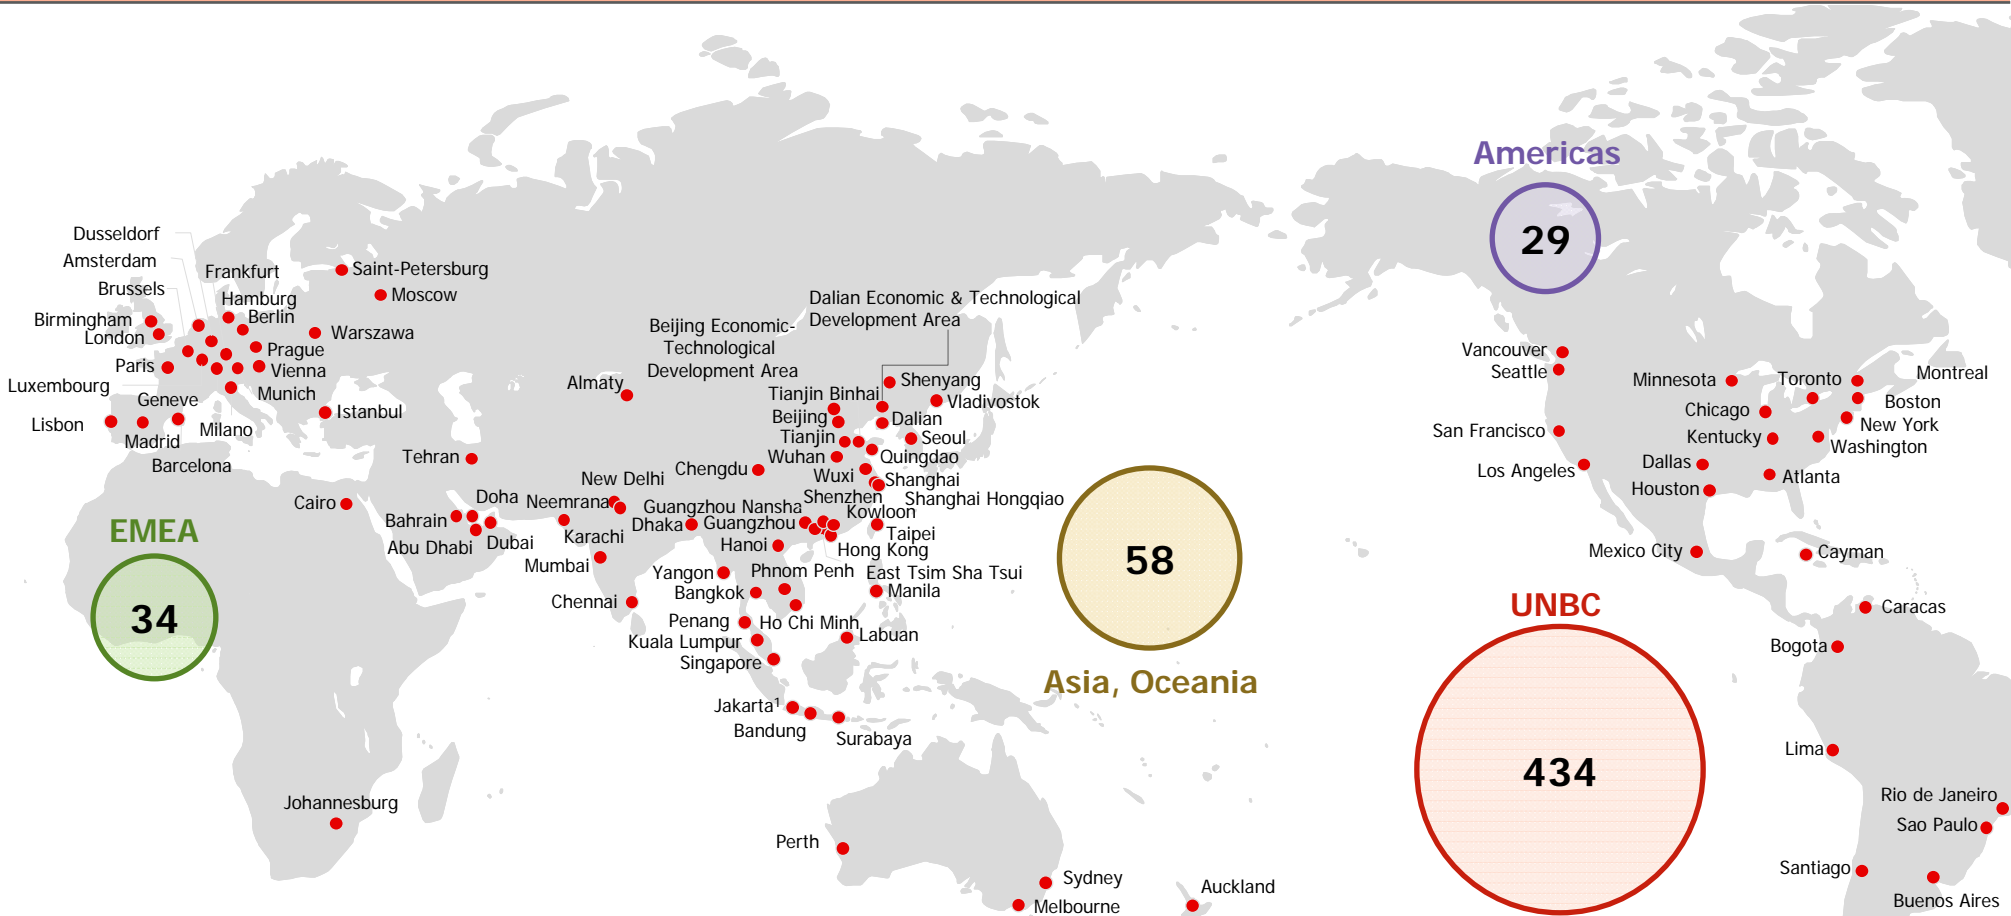 Americas
29
Dusseldorf
Amsterdam
Brussels
Frankfurt
Hamburg
Berlin
Birmingham
London
Paris
Luxembourg
Geneve
Lisbon
Madrid
Barcelona
Milano
Munich
Vienna
Prague
Warszawa
Saint-Petersburg
Moscow
Istanbul
Tehran
Cairo
Doha
Bahrain
Abu Dhabi
Dubai
EMEA
34
Johannesburg
Almaty
Beijing Economic-
Technological
Development Area
Dalian Economic & Technological
Development Area
Shenyang
Vladivostok
Tianjin Binhai
Beijing
Dalian
Tianjin
Seoul
Wuhan
Quingdao
Chengdu
Wuxi
Shanghai
Shanghai Hongqiao
New Delhi
Neemrana
Guangzhou Nansha
Shenzhen
Kowloon
Karachi
Dhaka
Guangzhou
Taipei
Hanoi
Hong Kong
Mumbai
Yangon
Phnom Penh
East Tsim Sha Tsui
Bangkok
Manila
Chennai
Penang
Ho Chi Minh
Kuala Lumpur
Labuan
Singapore
Jakarta1
Bandung
Surabaya
58
Asia, Oceania
Perth
Sydney
Melbourne
Auckland
Vancouver
Seattle
Minnesota
Toronto
Montreal
Chicago
Boston
San Francisco
Kentucky
New York
Washington
Los Angeles
Dallas
Houston
Atlanta
Mexico City
Cayman
UNBC
434
Caracas
Bogota
Lima
Rio de Janeiro
Sao Paulo
Santiago
Buenos Aires